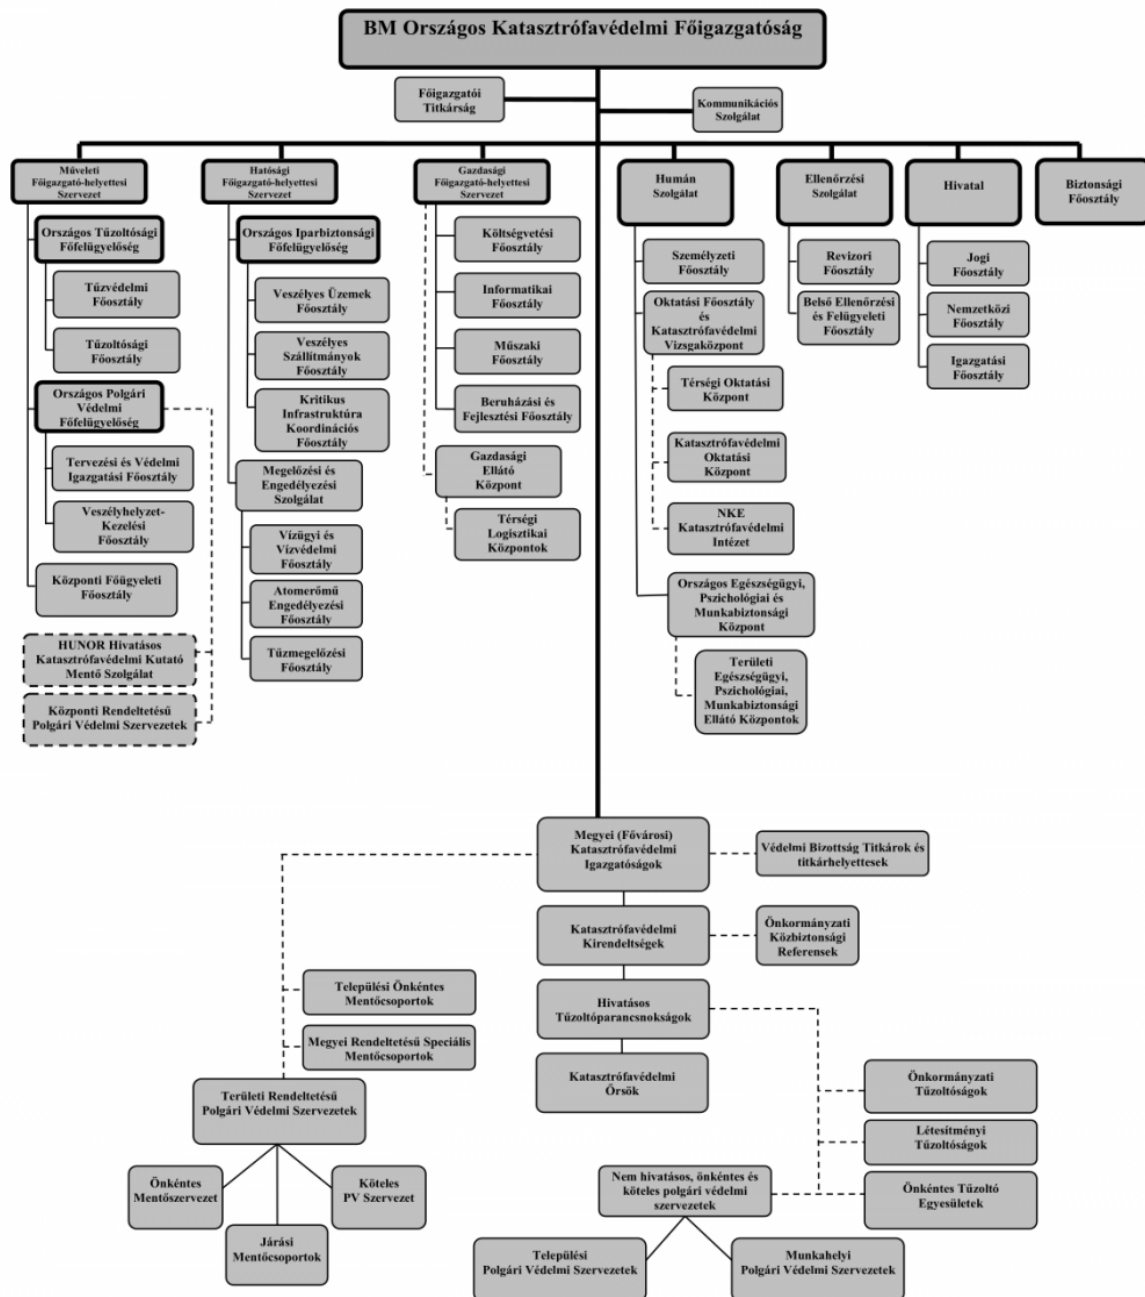 BM Országos Katasztrófavédelmi Főigazgatóság
Főigazgatói
Titkárság
Kommunikációs
Szolgálat
Műveleti
Főigazgató-helyettesi
Szervezet
Hatósági
Főigazgató-helyettesi
Szervezet
Gazdasági
Főigazgató-helyettesi
Szervezet
Humán
Szolgálat
Ellenőrzési
Szolgálat
Hivatal
Biztonsági
Főosztály
Országos Tűzoltósági
Főfelügyelőség
Tűzvédelmi
Főosztály
Tűzoltósági
Főosztály
Országos Polgári
Védelmi
Főfelügyelőség
Tervezési és Védelmi
Igazgatási Főosztály
Veszélyhelyzet-
Kezelési
Főosztály
Központi Főügyeleti
Főosztály
HUNOR Hivatásos
Katasztrófavédelmi Kutató
Mentő Szolgálat
Központi Rendeltetésű
Polgári Védelmi Szervezetek
Országos Iparbiztonsági
Főfelügyelőség
Veszélyes Üzemek
Főosztály
Veszélyes
Szállítmányok
Főosztály
Kritikus
Infrastruktúra
Koordinációs
Főosztály
Megelőzési és
Engedélyezési
Szolgálat
Vízügyi és
Vízvédelmi
Főosztály
Atomerőmű
Engedélyezési
Főosztály
Tűzmegelőzési
Főosztály
Költségvetési
Főosztály
Informatikai
Főosztály
Műszaki
Főosztály
Beruházási és
Fejlesztési Főosztály
Gazdasági
Ellátó
Központ
Térségi
Logisztikai
Központok
Személyzeti
Főosztály
Oktatási Főosztály
és
Katasztrófavédelmi
Vizsgaközpont
Térségi Oktatási
Központ
Katasztrófavédelmi
Oktatási
Központ
NKE
Katasztrófavédelmi
Intézet
Országos Egészségügyi,
Pszichológiai és
Munkabiztonsági
Központ
Területi
Egészségügyi,
Pszichológiai,
Munkabiztonsági
Ellátó Központok
Revizori
Főosztály
Belső Ellenőrzési
és Felügyeleti
Főosztály
Jogi
Főosztály
Nemzetközi
Főosztály
Igazgatási
Főosztály
Megyei (Fővárosi)
Katasztrófavédelmi
Igazgatóságok
Védelmi Bizottság Titkárok és
titkárhelyettesek
Katasztrófavédelmi
Kirendeltségek
Önkormányzati
Közbiztonsági
Referensek
Hivatásos
Tűzoltóparancsnokságok
Katasztrófavédelmi
Őrsök
Települési Önkéntes
Mentőcsoportok
Megyei Rendeltetésű Speciális
Mentőcsoportok
Területi Rendeltetésű
Polgári Védelmi Szervezetek
Önkéntes
Mentőszervezet
Járási
Mentőcsoportok
Köteles
PV Szervezet
Önkormányzati
Tűzoltóságok
Létesítményi
Tűzoltóságok
Önkéntes Tűzoltó
Egyesületek
Nem hivatásos, önkéntes és
köteles polgári védelmi
szervezetek
Települési
Polgári Védelmi Szervezetek
Munkahelyi
Polgári Védelmi Szervezetek